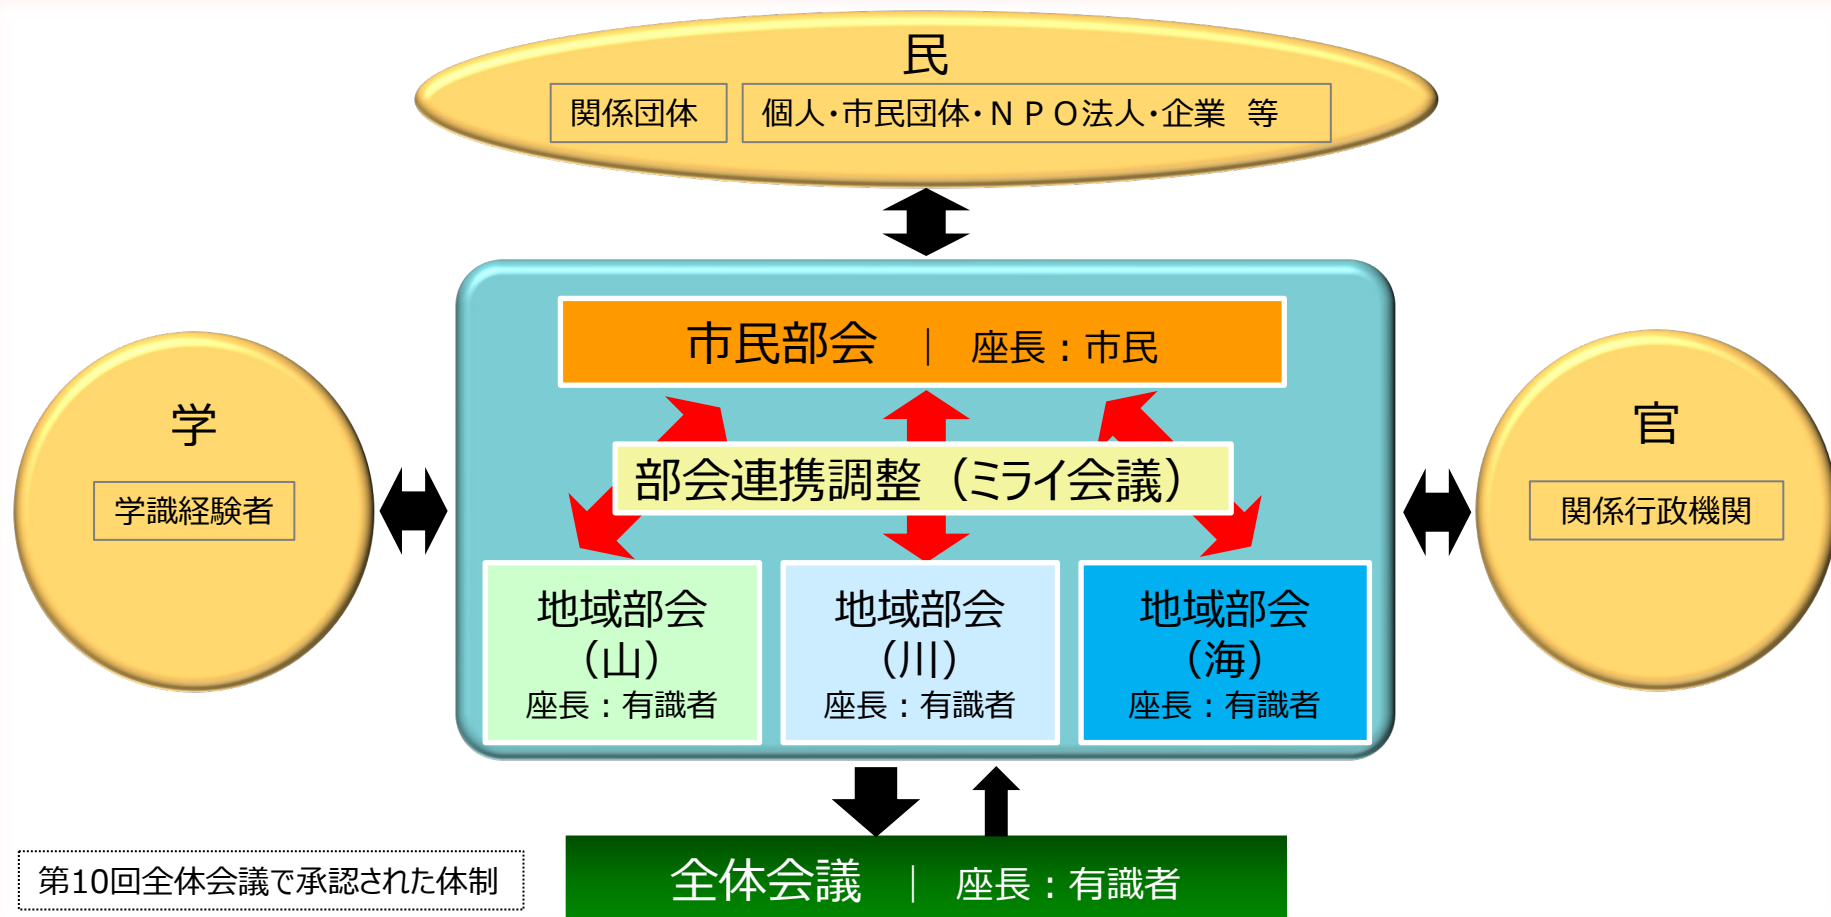 民
関係団体
個人・市民団体・ＮＰＯ法人・企業 等
市民部会 ｜ 座長：市民
学
学識経験者
部会連携調整（ミライ会議）
官
関係行政機関
地域部会
（山）
座長：有識者
地域部会
（川）
座長：有識者
地域部会
（海）
座長：有識者
第10回全体会議で承認された体制
全体会議 ｜ 座長：有識者